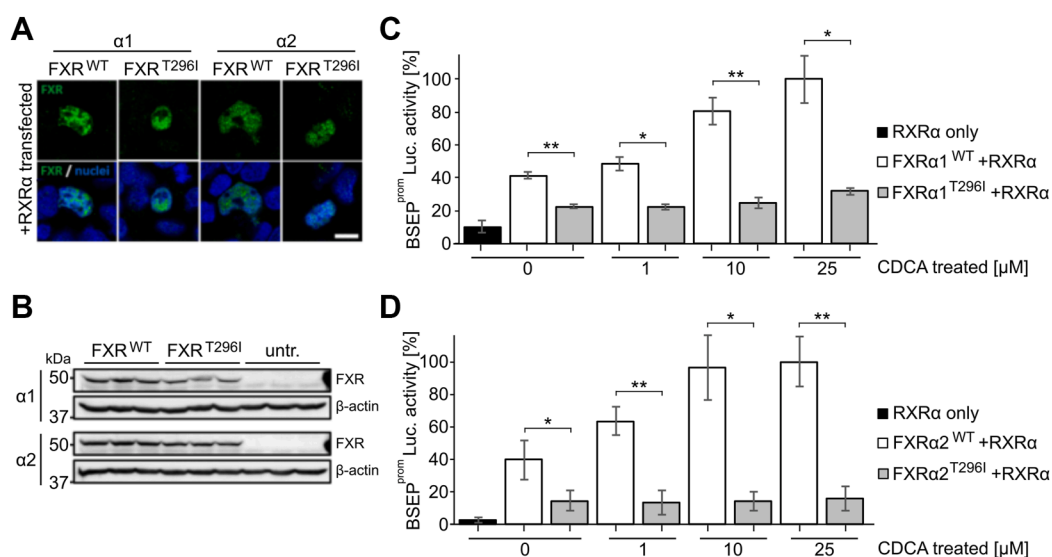 A
α1 α2
FXR WT FXR T296I FXR WT FXR T296I
+RXRα transfected
FXR
FXR / nuclei
B
kDa FXR WT FXR T296I untr.
α1
50 FXR
37 β-actin
α2
50 FXR
37 β-actin
C
BSEP prom Luc. activity [%]
100
80
60
40
20
0
** * ** *
0 1 10 25 CDCA treated [µM]
RXRα only
FXRα1 WT +RXRα
FXRα1 T296I +RXRα
D
BSEP prom Luc. activity [%]
100
80
60
40
20
0
* ** * **
0 1 10 25 CDCA treated [µM]
RXRα only
FXRα2 WT +RXRα
FXRα2 T296I +RXRα